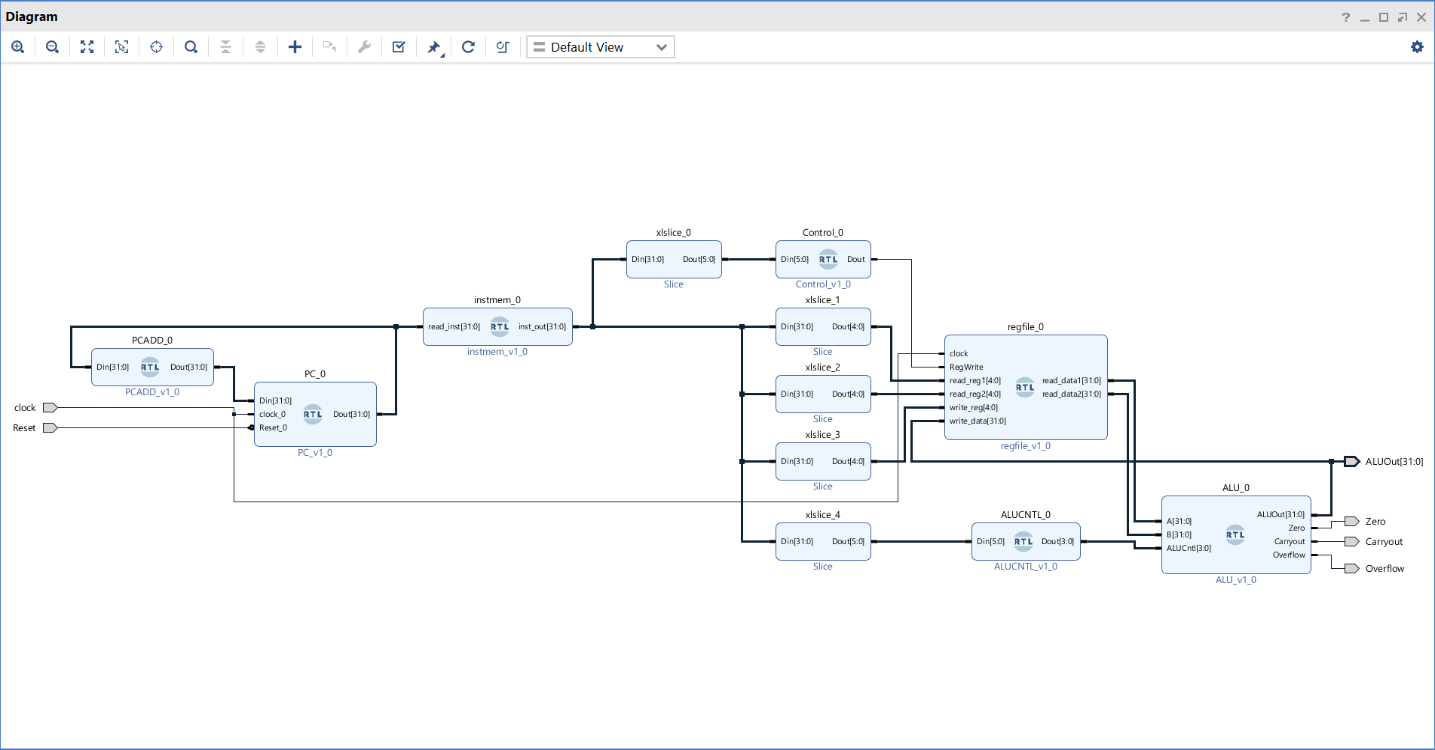 Diagram
Default View
xlslice_0
Din[31:0] Dout[5:0]
Slice
Control_0
Din[5:0] RTL Dout
Control_v1_0
instmem_0
read_inst[31:0] RTL inst_out[31:0]
instmem_v1_0
xlslice_1
Din[31:0] Dout[4:0]
Slice
PCADD_0
Din[31:0] RTL Dout[31:0]
PCADD_v1_0
PC_0
Din[31:0]
clock_0 RTL Dout[31:0]
Reset_0
PC_v1_0
clock
Reset
xlslice_2
Din[31:0] Dout[4:0]
Slice
xlslice_3
Din[31:0] Dout[4:0]
Slice
xlslice_4
Din[31:0] Dout[5:0]
Slice
regfile_0
clock
RegWrite
read_reg1[4:0] RTL read_data1[31:0]
read_reg2[4:0] read_data2[31:0]
write_reg[4:0]
write_data[31:0]
regfile_v1_0
ALUCNTL_0
Din[5:0] RTL Dout[3:0]
ALUCNTL_v1_0
ALU_0
A[31:0] ALUOut[31:0]
B[31:0] RTL Zero
ALUCntl[3:0] Carryout
Overflow
ALU_v1_0
ALUOut[31:0]
Zero
Carryout
Overflow